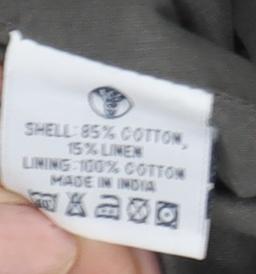 SHELL: 85% COTTON,
15% LINEN
LINING: 100% COTTON
MADE IN INDIA